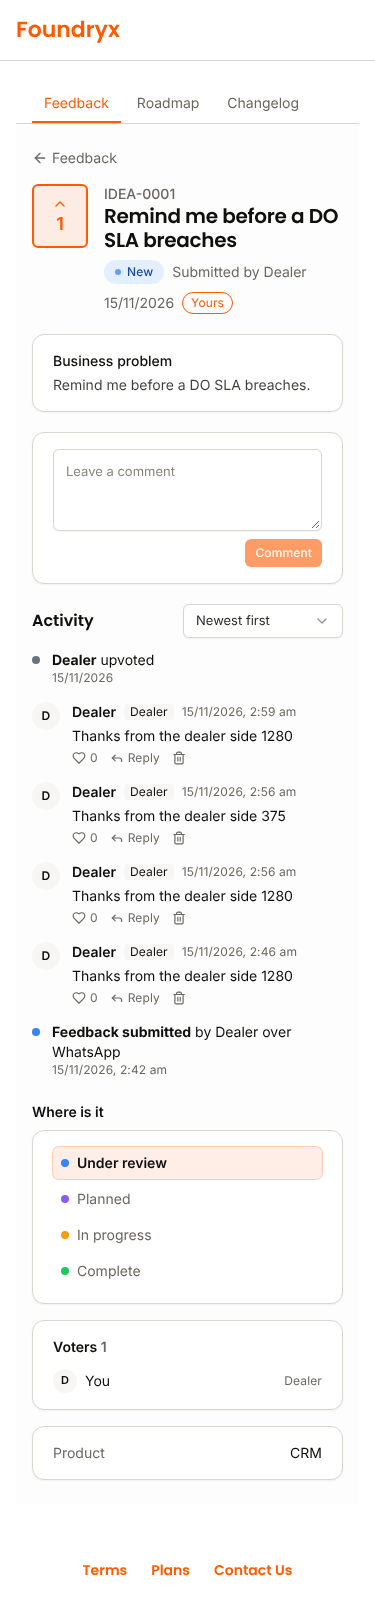 Foundryx
Feedback Roadmap Changelog
Feedback
1
IDEA-0001
Remind me before a DO
SLA breaches
New Submitted by Dealer
15/11/2026 Yours
Business problem
Remind me before a DO SLA breaches.
Leave a comment
Comment
Activity
Newest first
Dealer upvoted
15/11/2026
D Dealer Dealer 15/11/2026, 2:59 am
Thanks from the dealer side 1280
0 Reply
D Dealer Dealer 15/11/2026, 2:56 am
Thanks from the dealer side 375
0 Reply
D Dealer Dealer 15/11/2026, 2:56 am
Thanks from the dealer side 1280
0 Reply
D Dealer Dealer 15/11/2026, 2:46 am
Thanks from the dealer side 1280
0 Reply
Feedback submitted by Dealer over
WhatsApp
15/11/2026, 2:42 am
Where is it
Under review
Planned
In progress
Complete
Voters 1
D You Dealer
Product CRM
Terms Plans Contact Us